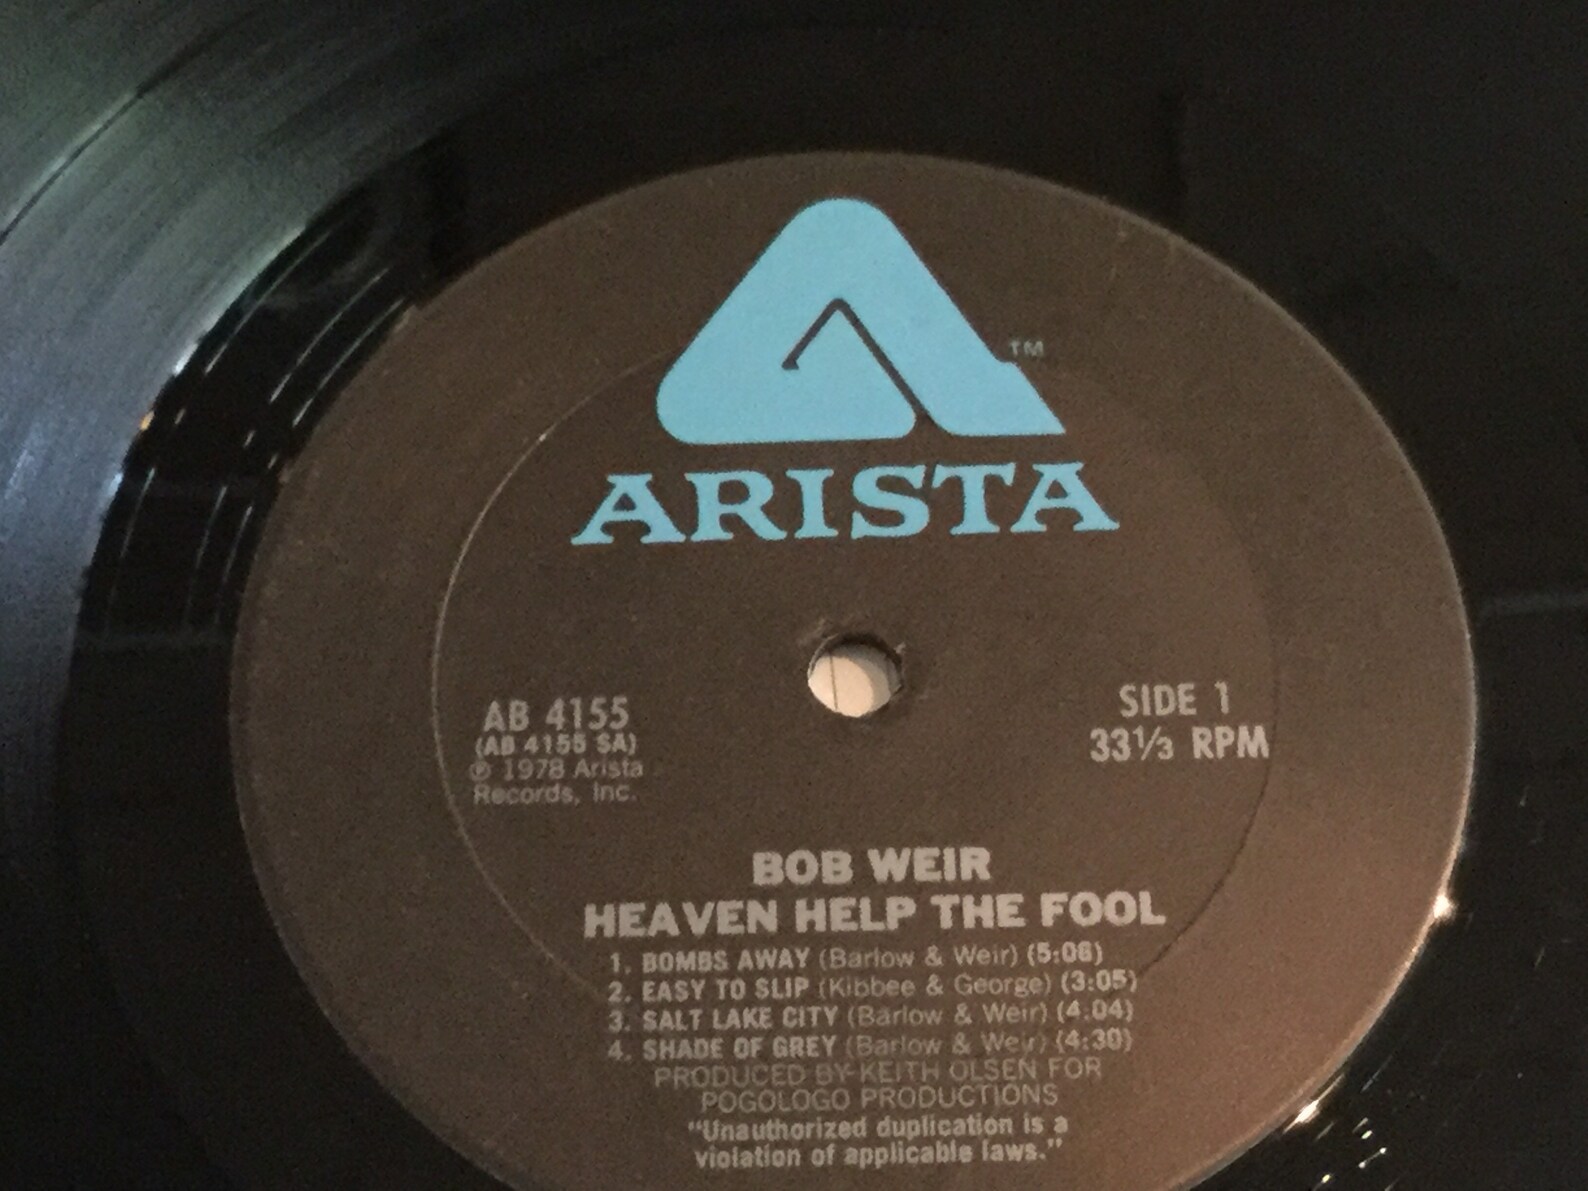 TM
ARISTA
AB 4155
(AB 4155 SA)
℗ 1978 Arista
Records, Inc.
SIDE 1
33⅓ RPM
BOB WEIR
HEAVEN HELP THE FOOL
1. BOMBS AWAY (Barlow & Weir) (5:06)
2. EASY TO SLIP (Kibbee & George) (3:05)
3. SALT LAKE CITY (Barlow & Weir) (4:04)
4. SHADE OF GREY (Barlow & Weir) (4:30)
PRODUCED BY KEITH OLSEN FOR
POGOLOGO PRODUCTIONS
"Unauthorized duplication is a
violation of applicable laws."